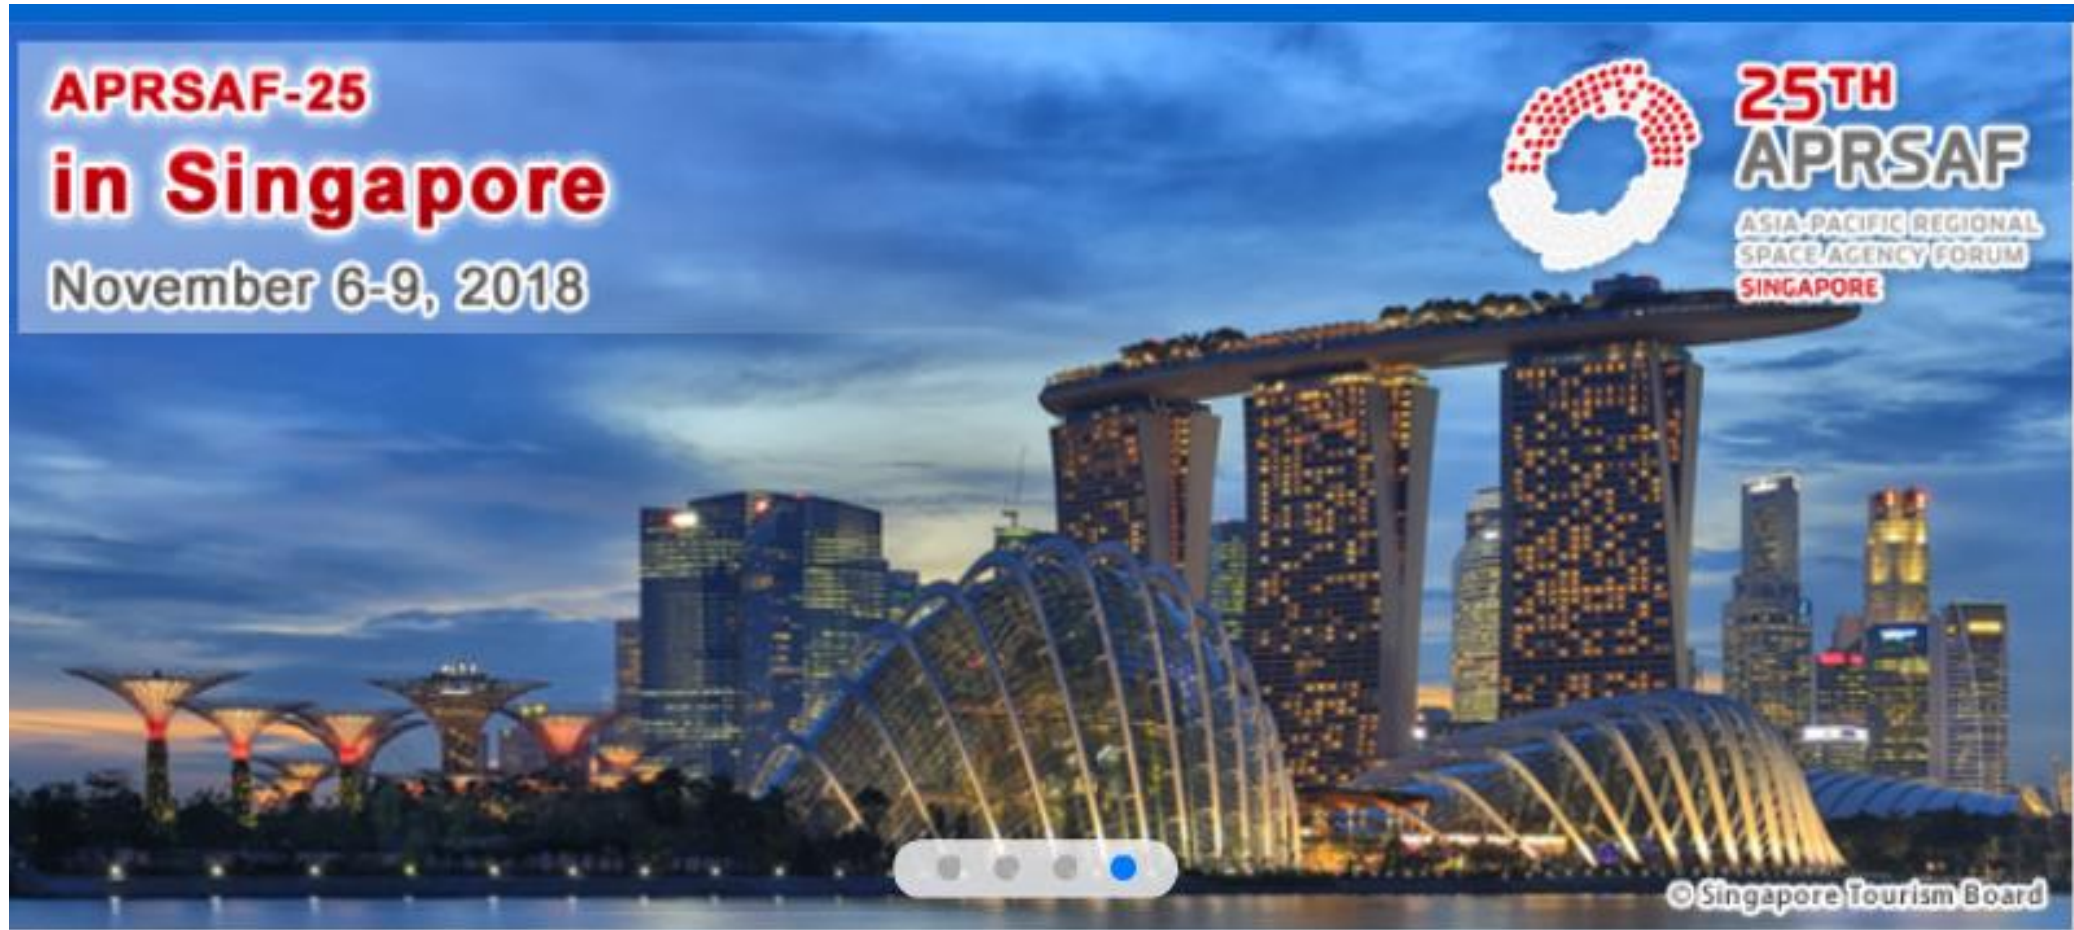 APRSAF-25
in Singapore
November 6-9, 2018
25TH
APRSAF
ASIA-PACIFIC REGIONAL
SPACE AGENCY FORUM
SINGAPORE
© Singapore Tourism Board